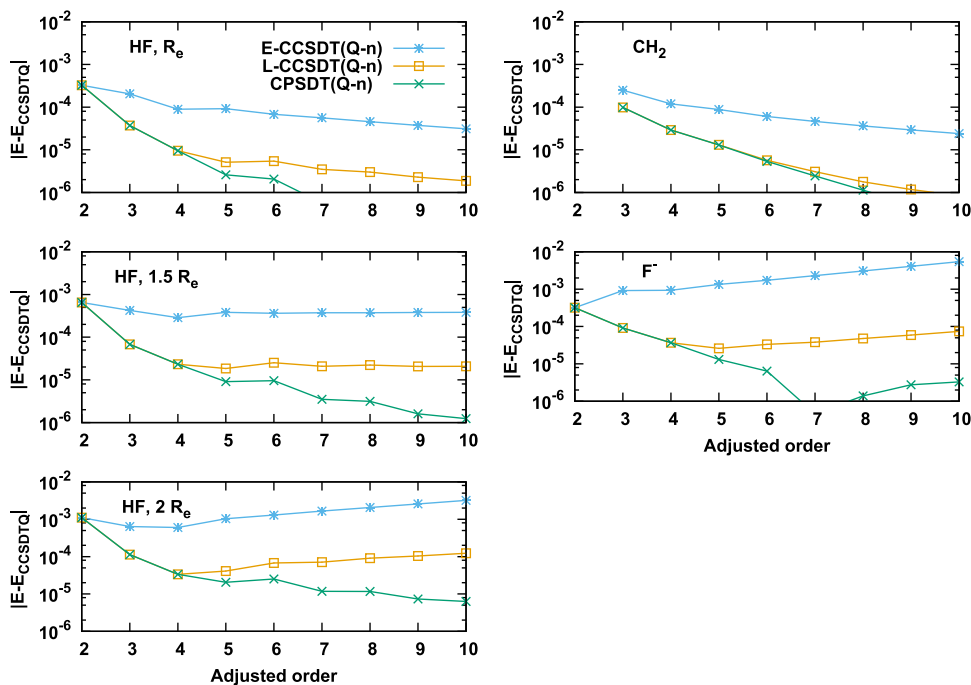 HF, Rₑ
E-CCSDT(Q-n)
L-CCSDT(Q-n)
CPSDT(Q-n)
|E-E_CCSDTQ|
10⁻²
10⁻³
10⁻⁴
10⁻⁵
10⁻⁶
2 3 4 5 6 7 8 9 10
CH₂
|E-E_CCSDTQ|
10⁻²
10⁻³
10⁻⁴
10⁻⁵
10⁻⁶
2 3 4 5 6 7 8 9 10
HF, 1.5 Rₑ
|E-E_CCSDTQ|
10⁻²
10⁻³
10⁻⁴
10⁻⁵
10⁻⁶
2 3 4 5 6 7 8 9 10
F⁻
|E-E_CCSDTQ|
10⁻²
10⁻³
10⁻⁴
10⁻⁵
10⁻⁶
2 3 4 5 6 7 8 9 10
Adjusted order
HF, 2 Rₑ
|E-E_CCSDTQ|
10⁻²
10⁻³
10⁻⁴
10⁻⁵
10⁻⁶
2 3 4 5 6 7 8 9 10
Adjusted order